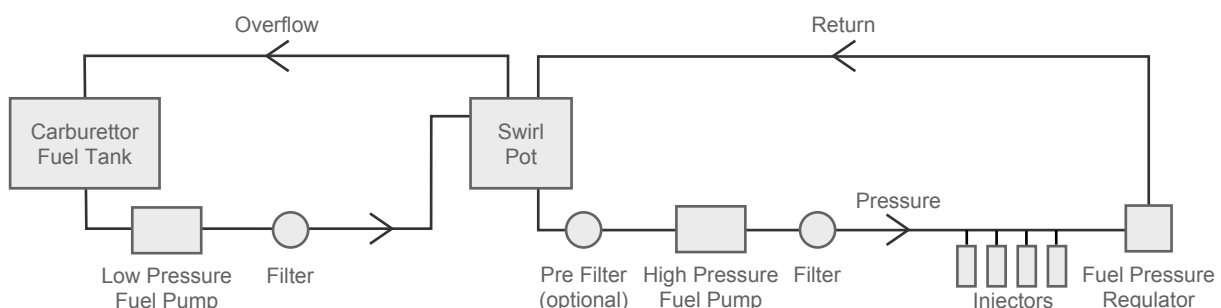 Overflow
Return
Carburettor
Fuel Tank
Swirl
Pot
Pressure
Low Pressure
Fuel Pump
Filter
Pre Filter
(optional)
High Pressure
Fuel Pump
Filter
Injectors
Fuel Pressure
Regulator